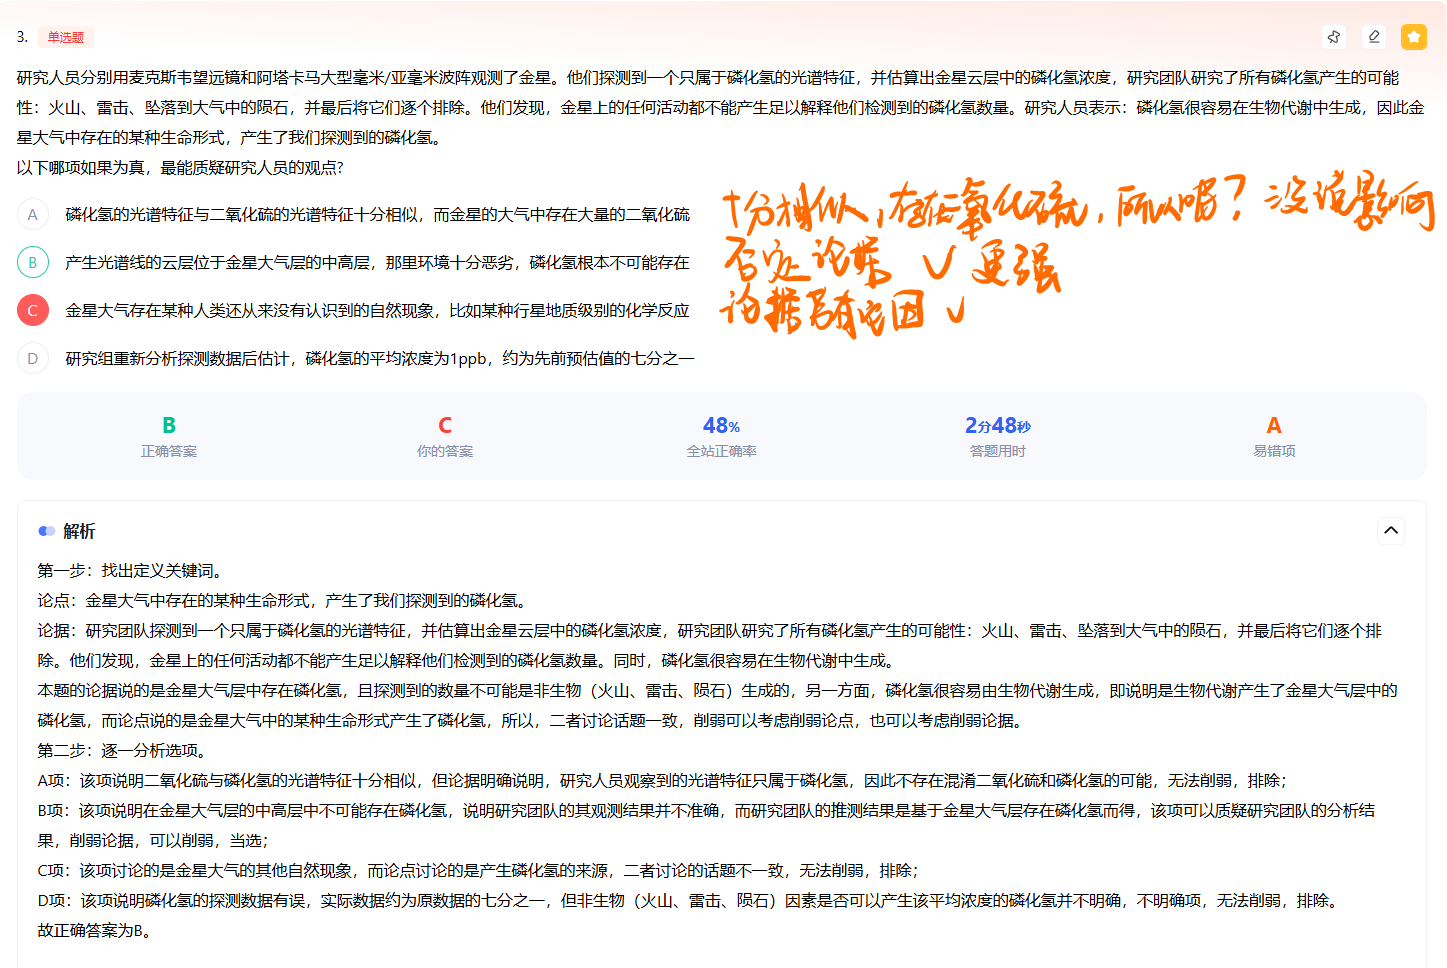 3. 单选题
研究人员分别用麦克斯韦望远镜和阿塔卡马大型毫米/亚毫米波阵观测了金星。他们探测到一个只属于磷化氢的光谱特征，并估算出金星云层中的磷化氢浓度，研究团队研究了所有磷化氢产生的可能
性：火山、雷击、坠落到大气中的陨石，并最后将它们逐个排除。他们发现，金星上的任何活动都不能产生足以解释他们检测到的磷化氢数量。研究人员表示：磷化氢很容易在生物代谢中生成，因此金
星大气中存在的某种生命形式，产生了我们探测到的磷化氢。
以下哪项如果为真，最能质疑研究人员的观点？
A 磷化氢的光谱特征与二氧化硫的光谱特征十分相似，而金星的大气中存在大量的二氧化硫
十分相似，存在二氧化硫，所以呢？没说影响
B 产生光谱线的云层位于金星大气层的中高层，那里环境十分恶劣，磷化氢根本不可能存在
否定论据 √ 更强
C 金星大气存在某种人类还从来没有认识到的自然现象，比如某种行星地质级别的化学反应
论据另有它因 √
D 研究组重新分析探测数据后估计，磷化氢的平均浓度为1ppb，约为先前预估值的七分之一
B C 48% 2分48秒 A
正确答案 你的答案 全站正确率 答题用时 易错项
解析
第一步：找出定义关键词。
论点：金星大气中存在的某种生命形式，产生了我们探测到的磷化氢。
论据：研究团队探测到一个只属于磷化氢的光谱特征，并估算出金星云层中的磷化氢浓度，研究团队研究了所有磷化氢产生的可能性：火山、雷击、坠落到大气中的陨石，并最后将它们逐个排
除。他们发现，金星上的任何活动都不能产生足以解释他们检测到的磷化氢数量。同时，磷化氢很容易在生物代谢中生成。
本题的论据说的是金星大气层中存在磷化氢，且探测到的数量不可能是非生物（火山、雷击、陨石）生成的，另一方面，磷化氢很容易由生物代谢生成，即说明是生物代谢产生了金星大气层中的
磷化氢，而论点说的是金星大气中的某种生命形式产生了磷化氢，所以，二者讨论话题一致，削弱可以考虑削弱论点，也可以考虑削弱论据。
第二步：逐一分析选项。
A项：该项说明二氧化硫与磷化氢的光谱特征十分相似，但论据明确说明，研究人员观察到的光谱特征只属于磷化氢，因此不存在混淆二氧化硫和磷化氢的可能，无法削弱，排除；
B项：该项说明在金星大气层的中高层中不可能存在磷化氢，说明研究团队的其观测结果并不准确，而研究团队的推测结果是基于金星大气层存在磷化氢而得，该项可以质疑研究团队的分析结
果，削弱论据，可以削弱，当选；
C项：该项讨论的是金星大气的其他自然现象，而论点讨论的是产生磷化氢的来源，二者讨论的话题不一致，无法削弱，排除；
D项：该项说明磷化氢的探测数据有误，实际数据约为原数据的七分之一，但非生物（火山、雷击、陨石）因素是否可以产生该平均浓度的磷化氢并不明确，不明确项，无法削弱，排除。
故正确答案为B。